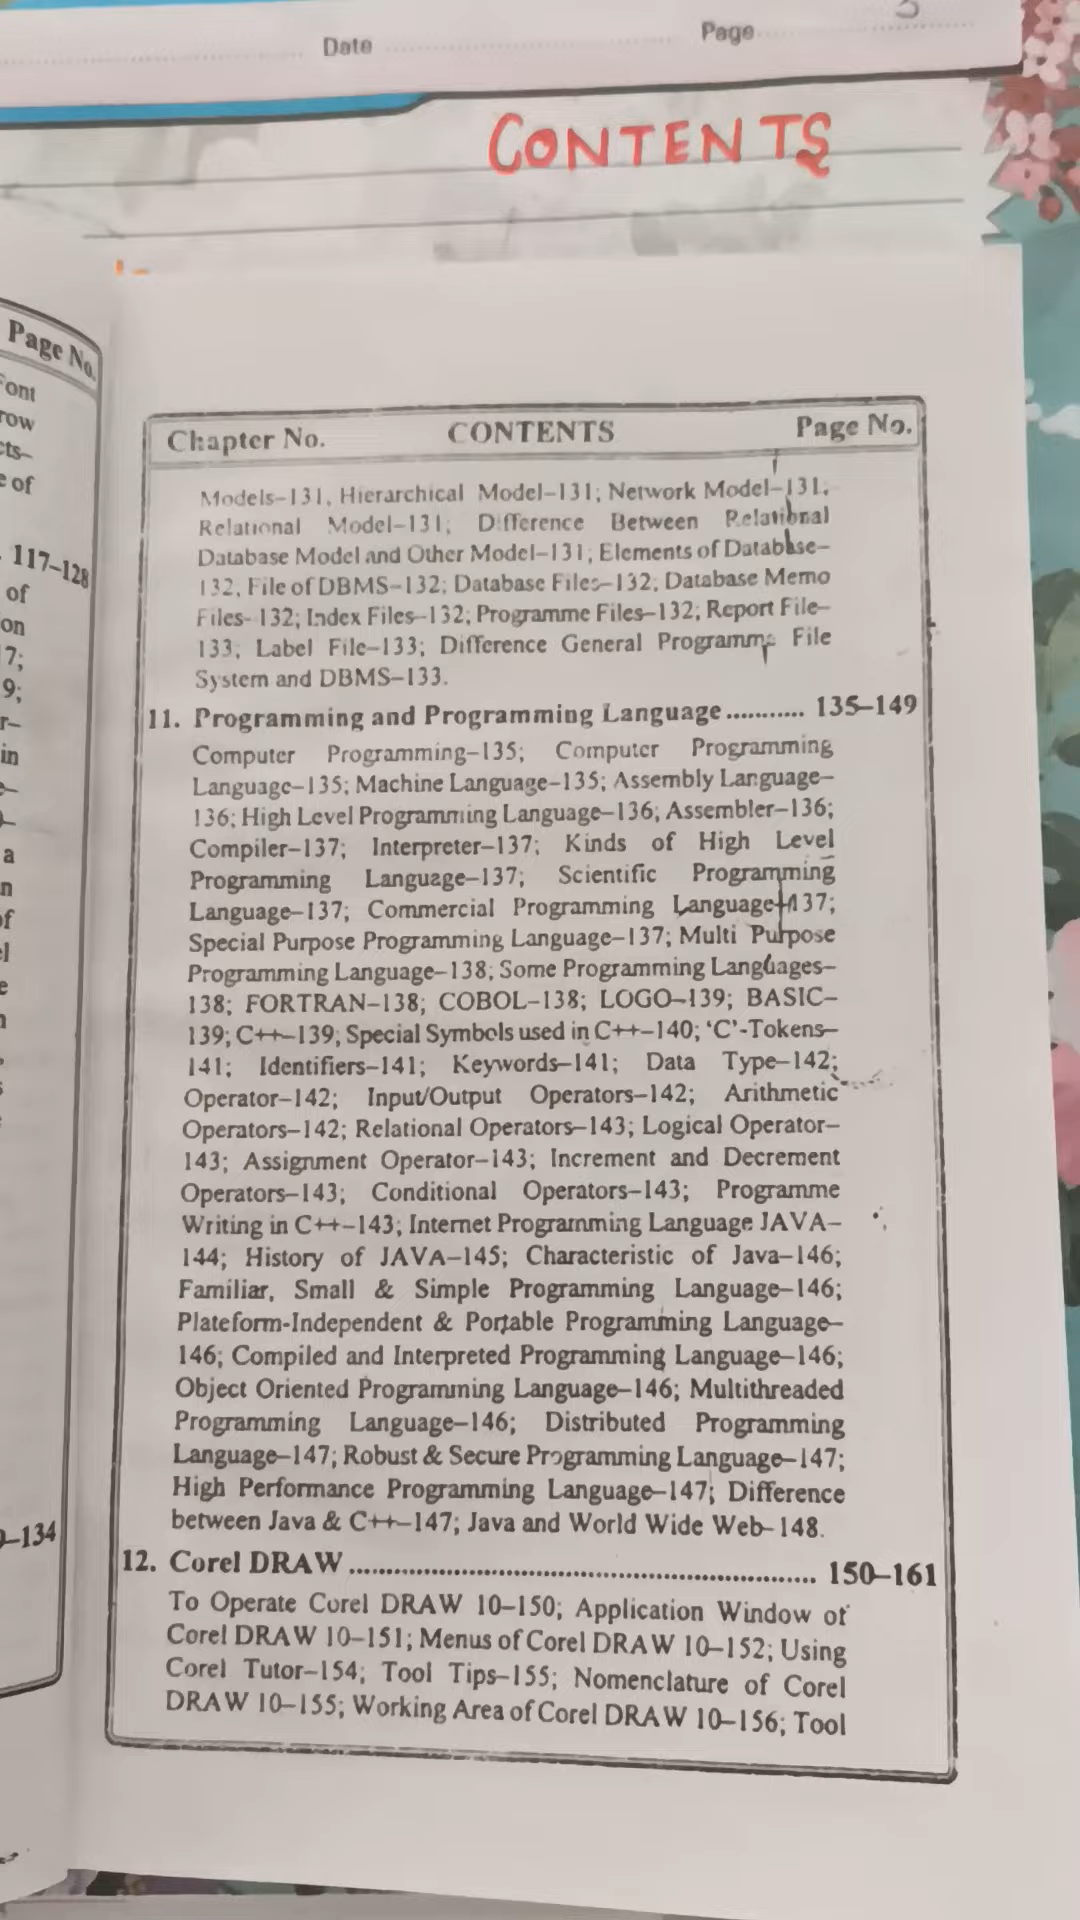 Date
Page
CONTENTS
Page No.
Font
row
cts–
e of
117–128
of
on
7;
9;
r–
in
a
n
of
el
e
–134
Chapter No. CONTENTS Page No.
Models–131, Hierarchical Model–131; Network Model–131,
Relational Model–131; Difference Between Relational
Database Model and Other Model–131; Elements of Database–
132, File of DBMS–132; Database Files–132; Database Memo
Files–132; Index Files–132; Programme Files–132; Report File–
133; Label File–133; Difference General Programme File
System and DBMS–133.
11. Programming and Programming Language........... 135–149
Computer Programming–135; Computer Programming
Language–135; Machine Language–135; Assembly Language–
136; High Level Programming Language–136; Assembler–136;
Compiler–137; Interpreter–137; Kinds of High Level
Programming Language–137; Scientific Programming
Language–137; Commercial Programming Language–137;
Special Purpose Programming Language–137; Multi Purpose
Programming Language–138; Some Programming Languages–
138; FORTRAN–138; COBOL–138; LOGO–139; BASIC–
139; C++–139; Special Symbols used in C++–140; ‘C’-Tokens–
141; Identifiers–141; Keywords–141; Data Type–142;
Operator–142; Input/Output Operators–142; Arithmetic
Operators–142; Relational Operators–143; Logical Operator–
143; Assignment Operator–143; Increment and Decrement
Operators–143; Conditional Operators–143; Programme
Writing in C++–143; Internet Programming Language JAVA–
144; History of JAVA–145; Characteristic of Java–146;
Familiar, Small & Simple Programming Language–146;
Plateform-Independent & Portable Programming Language–
146; Compiled and Interpreted Programming Language–146;
Object Oriented Programming Language–146; Multithreaded
Programming Language–146; Distributed Programming
Language–147; Robust & Secure Programming Language–147;
High Performance Programming Language–147; Difference
between Java & C++–147; Java and World Wide Web–148.
12. Corel DRAW.................................................... 150–161
To Operate Corel DRAW 10–150; Application Window of
Corel DRAW 10–151; Menus of Corel DRAW 10–152; Using
Corel Tutor–154; Tool Tips–155; Nomenclature of Corel
DRAW 10–155; Working Area of Corel DRAW 10–156; Tool